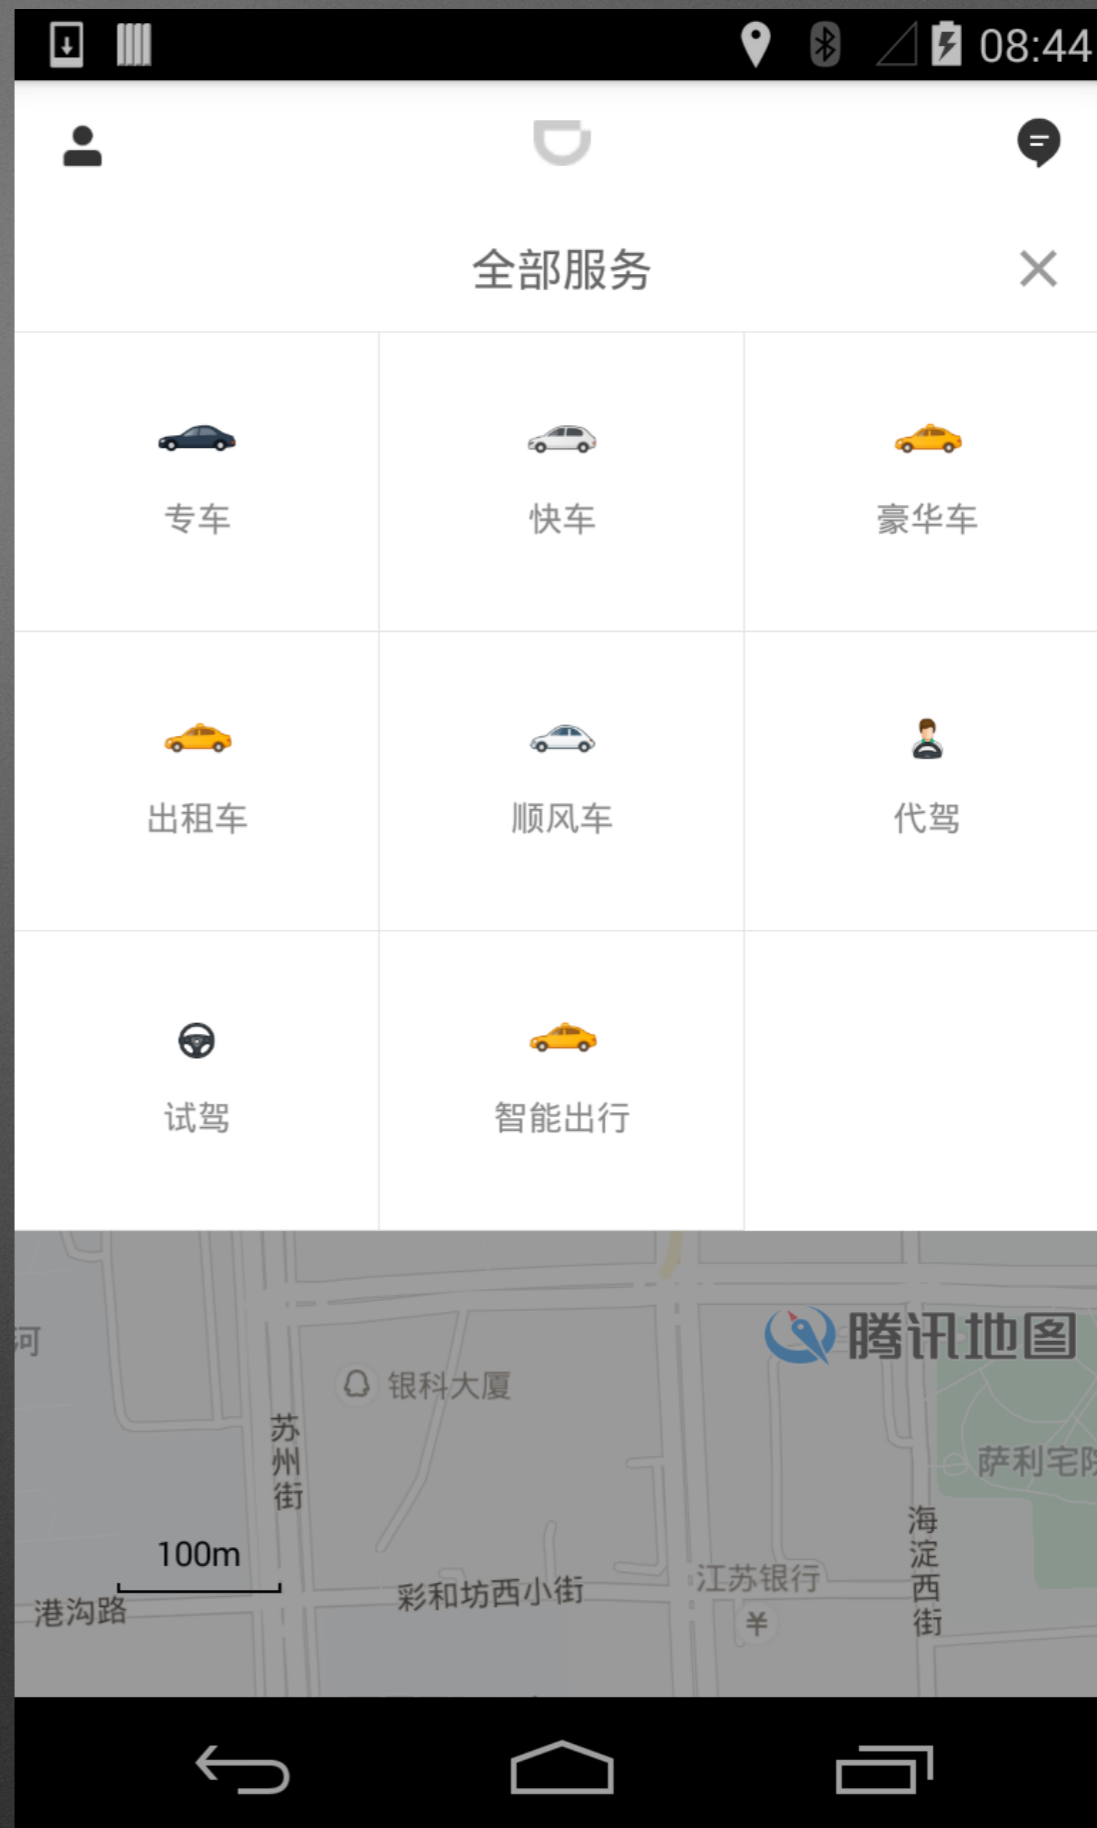 08:44
全部服务
专车
快车
豪华车
出租车
顺风车
代驾
试驾
智能出行
河
腾讯地图
银科大厦
苏州街
萨利宅院
100m
海淀西街
江苏银行
彩和坊西小街
港沟路